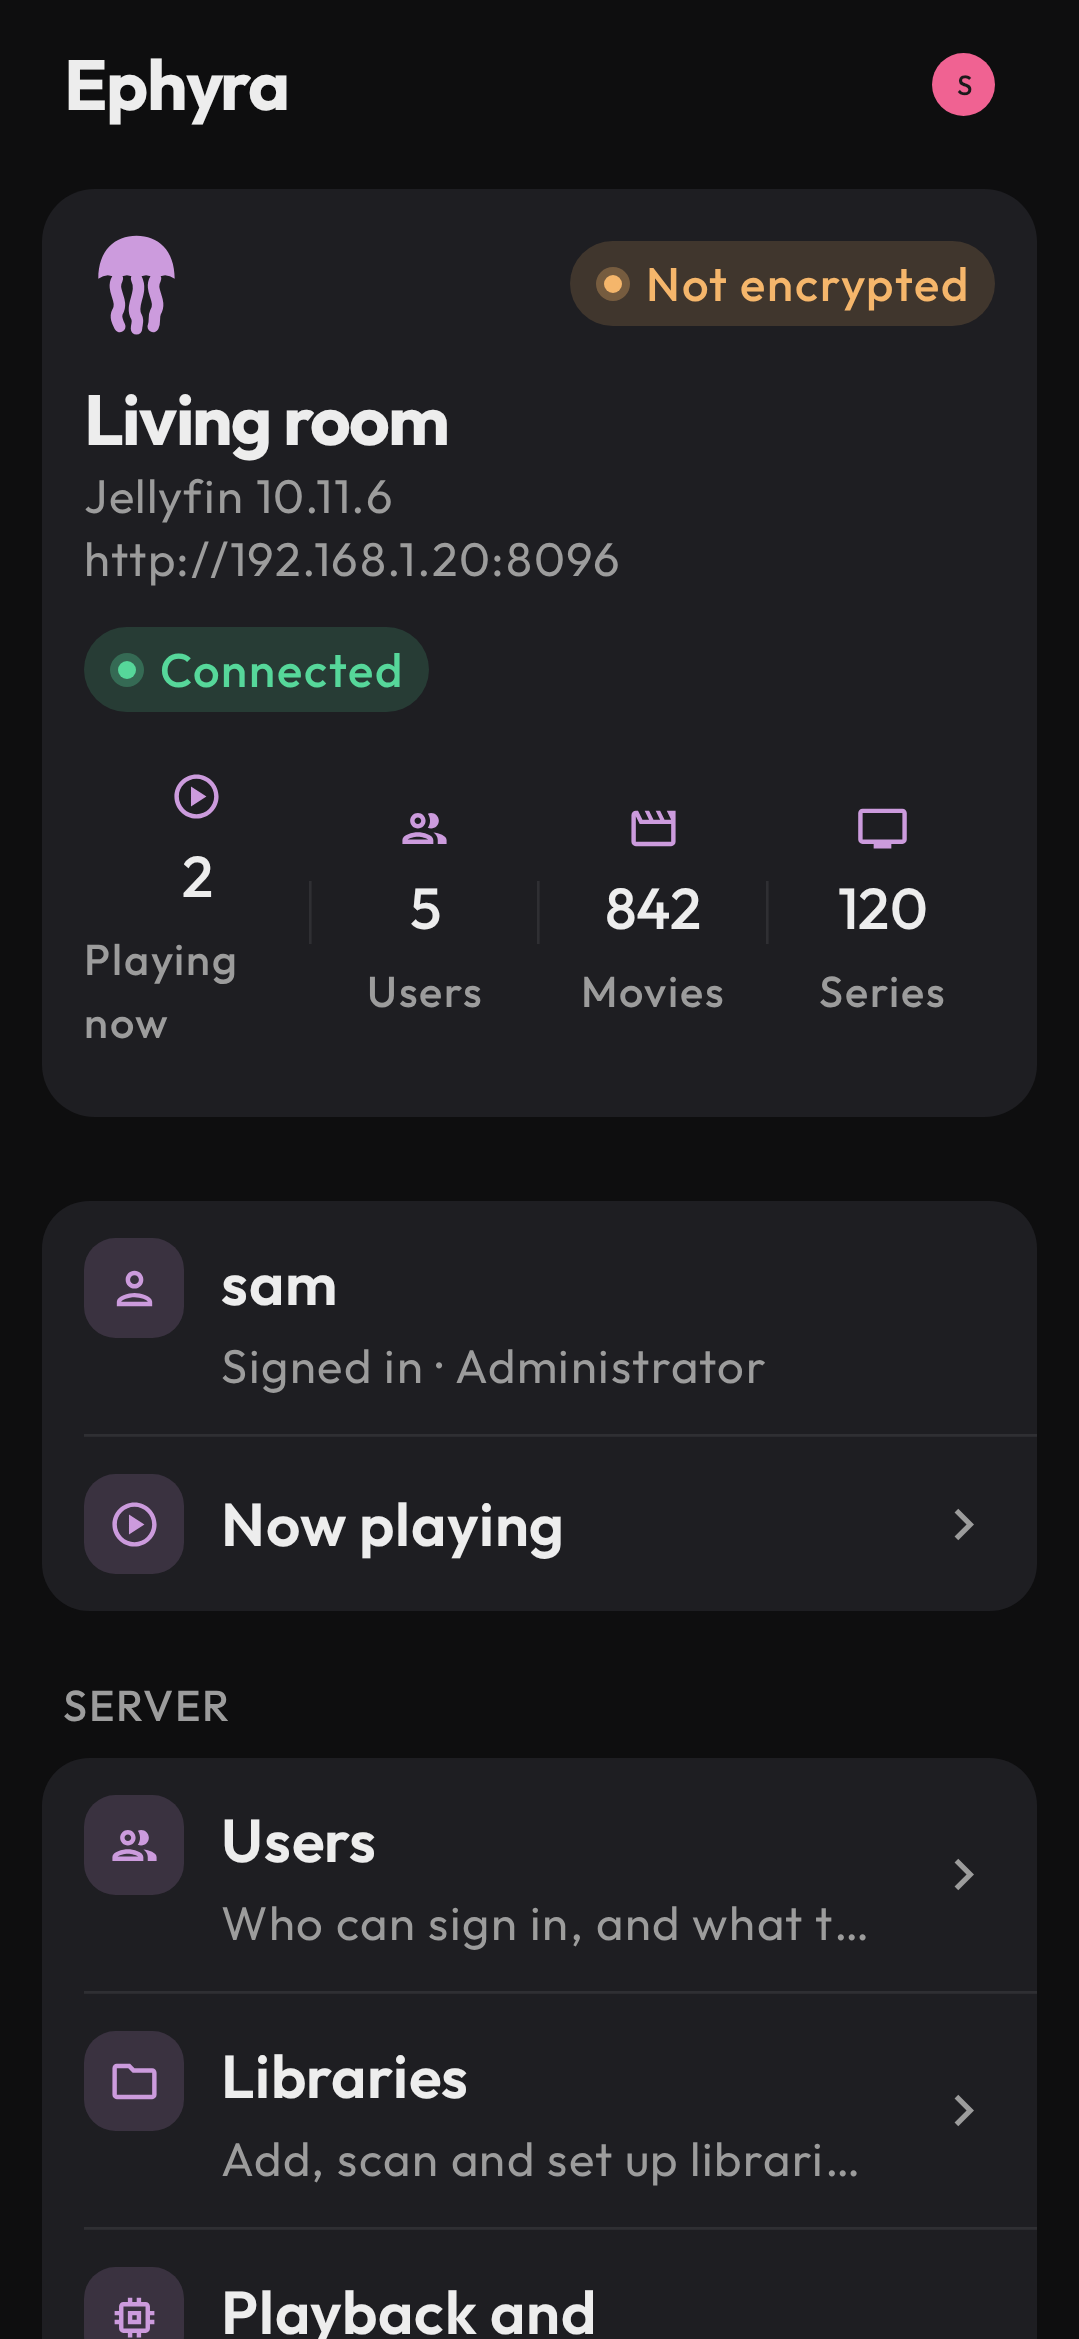 Ephyra
S
Not encrypted
Living room
Jellyfin 10.11.6
http://192.168.1.20:8096
Connected
2
5
842
120
Playing
now
Users
Movies
Series
sam
Signed in · Administrator
Now playing
SERVER
Users
Who can sign in, and what t…
Libraries
Add, scan and set up librari…
Playback and